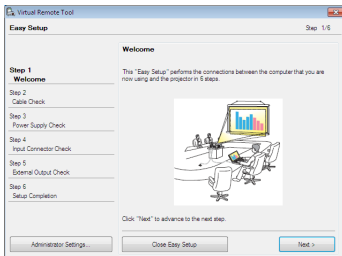 Virtual Remote Tool
Easy Setup
Step 1/6
Step 1
Welcome
Step 2
Cable Check
Step 3
Power Supply Check
Step 4
Input Connector Check
Step 5
External Output Check
Step 6
Setup Completion
Welcome
This "Easy Setup" performs the connections between the computer that you are
now using and the projector in 6 steps.
Click "Next" to advance to the next step.
Administrator Settings...
Close Easy Setup
Next >